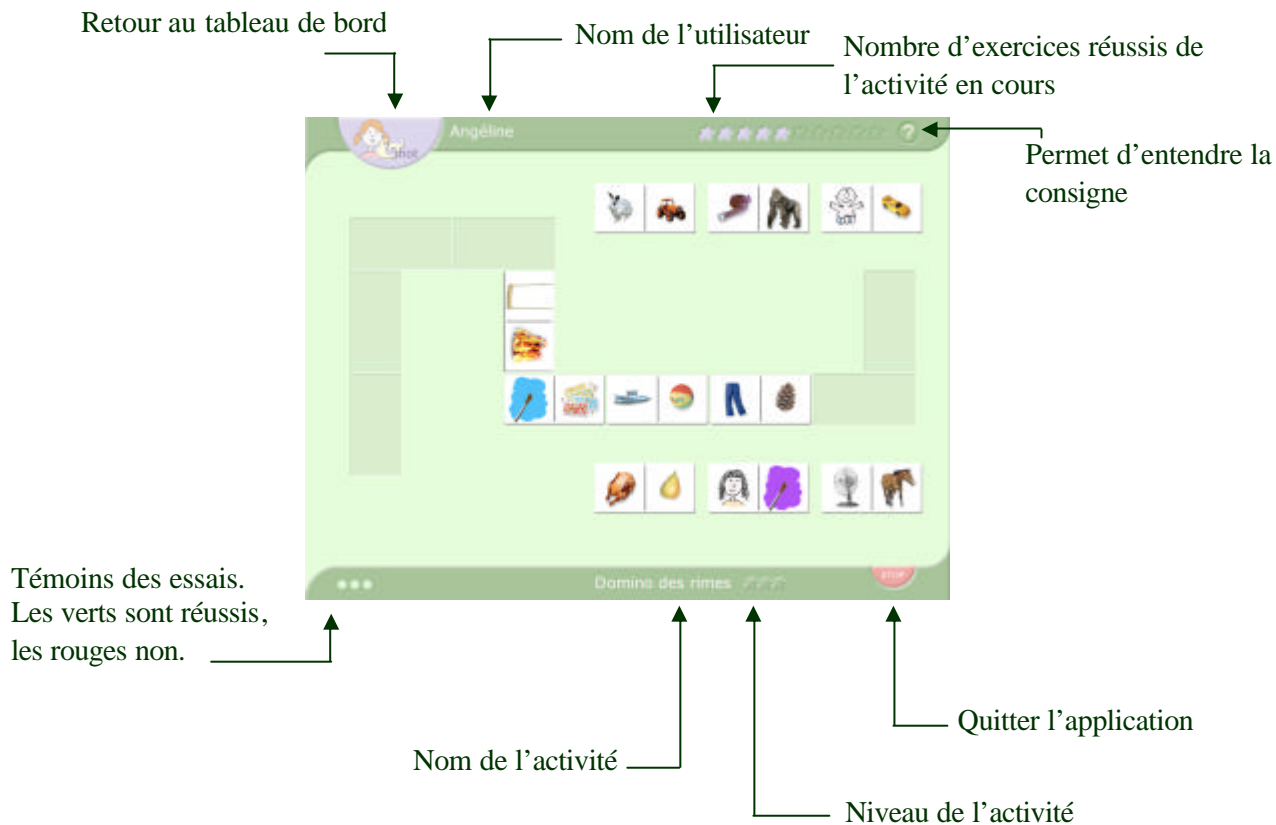 Retour au tableau de bord
Nom de l’utilisateur
Nombre d’exercices réussis de
l’activité en cours
Angéline
mot
?
Permet d’entendre la
consigne
Témoins des essais.
Les verts sont réussis,
les rouges non.
Domino des rimes
STOP
Quitter l’application
Nom de l’activité
Niveau de l’activité